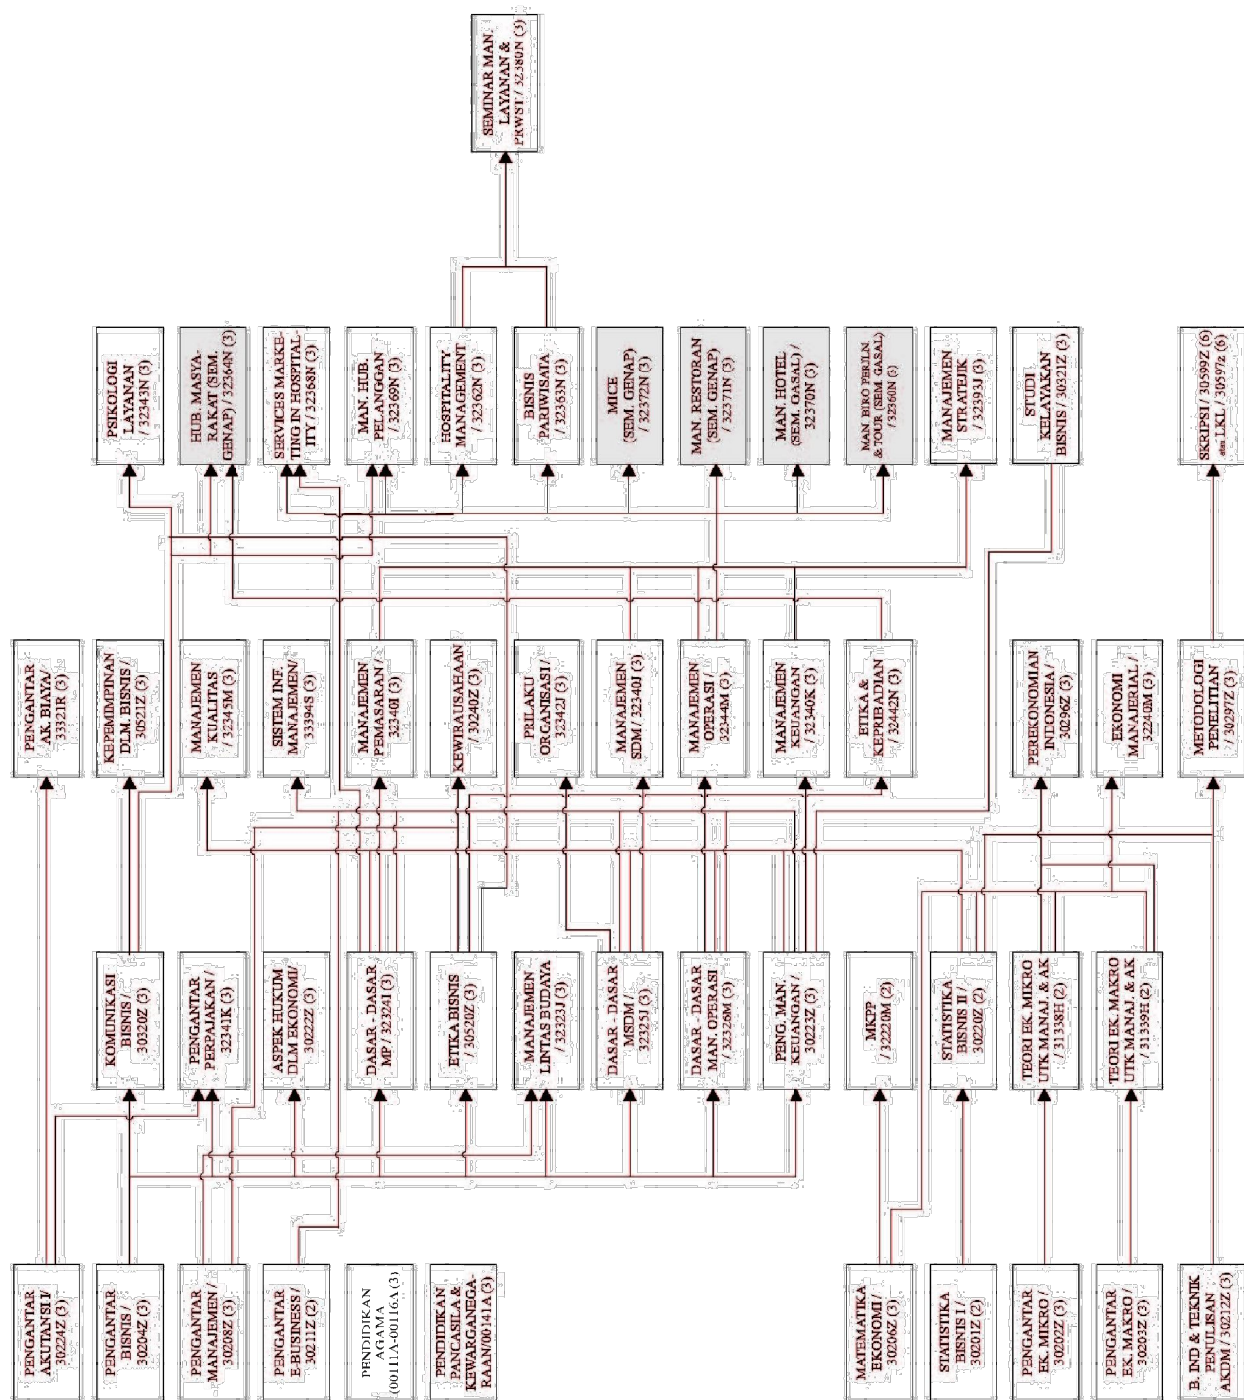 SEMINAR MAN.
LAYANAN &
PRWST / 32380N (3)
PSIKOLOGI
LAYANAN
/ 32343N (3)
HUB. MASYA-
RAKAT (SEM.
GENAP) / 32364N (3)
SERVICES MARKE-
TING IN HOSPITAL-
ITY / 32368N (3)
MAN. HUB.
PELANGGAN
/ 32369N (3)
HOSPITALITY
MANAGEMENT
/ 32362N (3)
BISNIS
PARIWISATA
/ 32363N (3)
MICE
(SEM. GENAP)
/ 32372N (3)
MAN. RESTORAN
(SEM. GENAP)
/ 32371N (3)
MAN. HOTEL
(SEM. GASAL) /
32370N (3)
MAN. BIRO PERJLN.
& TOUR (SEM. GASAL)
/ 32360N (3)
MANAJEMEN
STRATEJIK
/ 32393J (3)
STUDI
KELAYAKAN
BISNIS / 30321Z (3)
SKRIPSI / 30599Z (6)
atau LKL / 30597z (6)
PENGANTAR
AK. BIAYA/
33321R (3)
KEPEMIMPINAN
DLM. BISNIS /
30521Z (3)
MANAJEMEN
KUALITAS
/ 32345M (3)
SISTEM INF.
MANAJEMEN/
33394S (3)
MANAJEMEN
PEMASARAN /
32340I (3)
KEWIRAUSAHAAN
/ 30240Z (3)
PRILAKU
ORGANISASI /
32342J (3)
MANAJEMEN
SDM / 32340J (3)
MANAJEMEN
OPERASI /
32344M (3)
MANAJEMEN
KEUANGAN
/ 32340K (3)
ETIKA &
KEPRIBADIAN
/ 32442N (3)
PEREKONOMIAN
INDONESIA /
30296Z (3)
EKONOMI
MANAJERIAL /
32240M (3)
METODOLOGI
PENELITIAN
/ 30297Z (3)
KOMUNIKASI
BISNIS /
30320Z (3)
PENGANTAR
PERPAJAKAN /
32341K (3)
ASPEK HUKUM
DLM EKONOMI/
30222Z (3)
DASAR - DASAR
MP / 32324I (3)
ETIKA BISNIS
/ 30520Z (3)
MANAJEMEN
LINTAS BUDAYA
/ 32323J (3)
DASAR - DASAR
MSDM /
32325J (3)
DASAR - DASAR
MAN. OPERASI
/ 32326M (3)
PENG. MAN.
KEUANGAN /
30223Z (3)
MKPP
/ 32220M (2)
STATISTIKA
BISNIS II /
30220Z (2)
TEORI EK. MIKRO
UTK MANAJ. & AK
/ 31338H (2)
TEORI EK. MAKRO
UTK MANAJ. & AK
/ 31339H (2)
PENGANTAR
AKUTANSI I/
30224Z (3)
PENGANTAR
BISNIS /
30204Z (3)
PENGANTAR
MANAJEMEN /
30208Z (3)
PENGANTAR
E-BUSINESS /
30211Z (2)
PENDIDIKAN
AGAMA
(00111A-00116A (3)
PENDIDIKAN
PANCASILA &
KEWARGANEGA-
RAAN/00141A (3)
MATEMATIKA
EKONOMI /
30206Z (3)
STATISTIKA
BISNIS I /
30201Z (2)
PENGANTAR
EK. MIKRO /
30202Z (3)
PENGANTAR
EK. MAKRO /
30203Z (3)
B. IND & TEKNIK
PENULISAN
AKDM / 30212Z (3)